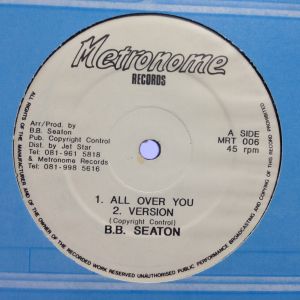 Metronome
RECORDS
Arr/Prod. by
B.B. Seaton
Pub. Copyright Control
Dist. by Jet Star
Tel: 081-961 5818
& Metronome Records
Tel: 081-998 5616
A SIDE
MRT 006
45 rpm
1. ALL OVER YOU
2. VERSION
(Copyright Control)
B.B. SEATON
ALL RIGHTS OF THE MANUFACTURER AND OF THE OWNER OF THE RECORDED WORK RESERVED UNAUTHORISED PUBLIC PERFORMANCE BROADCASTING AND COPYING OF THIS RECORD PROHIBITED